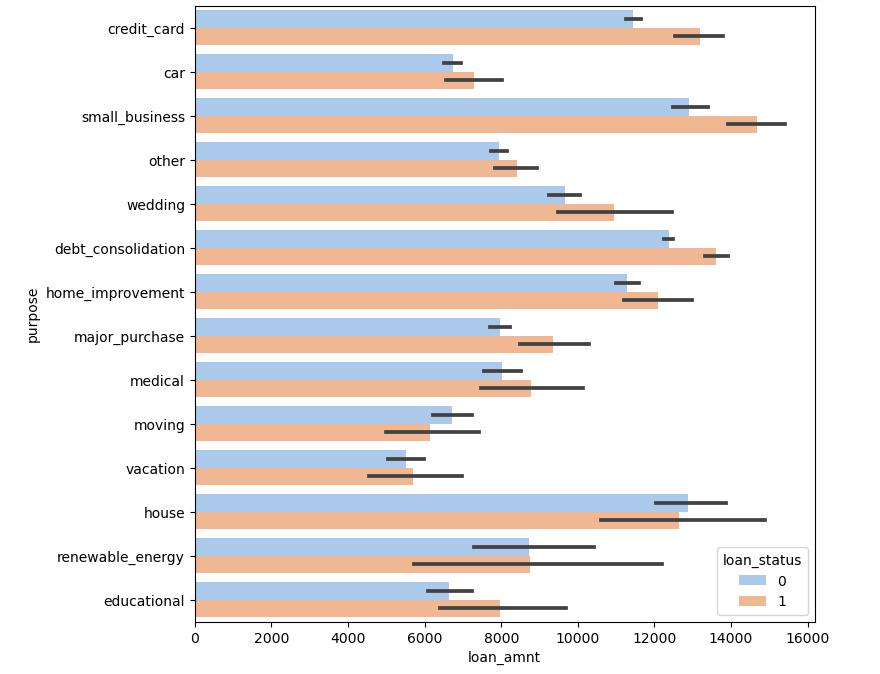 credit_card
car
small_business
other
wedding
debt_consolidation
home_improvement
major_purchase
medical
moving
vacation
house
renewable_energy
educational
purpose
loan_status
0
1
0 2000 4000 6000 8000 10000 12000 14000 16000
loan_amnt